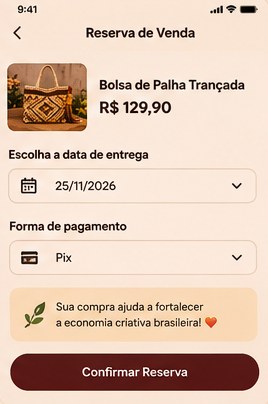 9:41
Reserva de Venda
Bolsa de Palha Trançada
R$ 129,90
Escolha a data de entrega
25/11/2026
Forma de pagamento
Pix
Sua compra ajuda a fortalecer
a economia criativa brasileira! ❤️
Confirmar Reserva